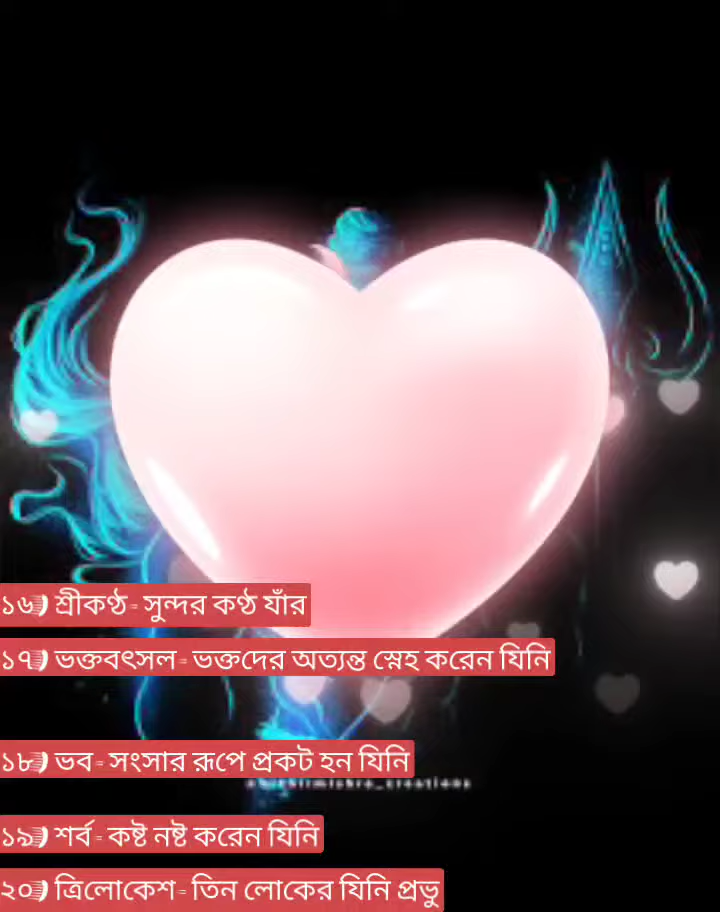 ১৬) শ্রীকণ্ঠ - সুন্দর কণ্ঠ যাঁর
১৭) ভক্তবৎসল - ভক্তদের অত্যন্ত স্নেহ করেন যিনি
১৮) ভব - সংসার রূপে প্রকট হন যিনি
১৯) শর্ব - কষ্ট নষ্ট করেন যিনি
২০) ত্রিলোকেশ - তিন লোকের যিনি প্রভু